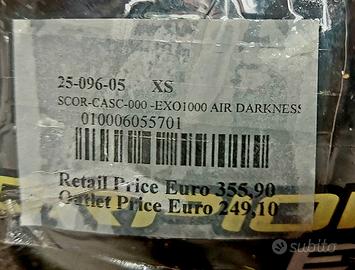 25-096-05 XS
SCOR-CASC-000 -EXO1000 AIR DARKNESS
010006055701
Retail Price Euro 355,90
Outlet Price Euro 249,10
subito